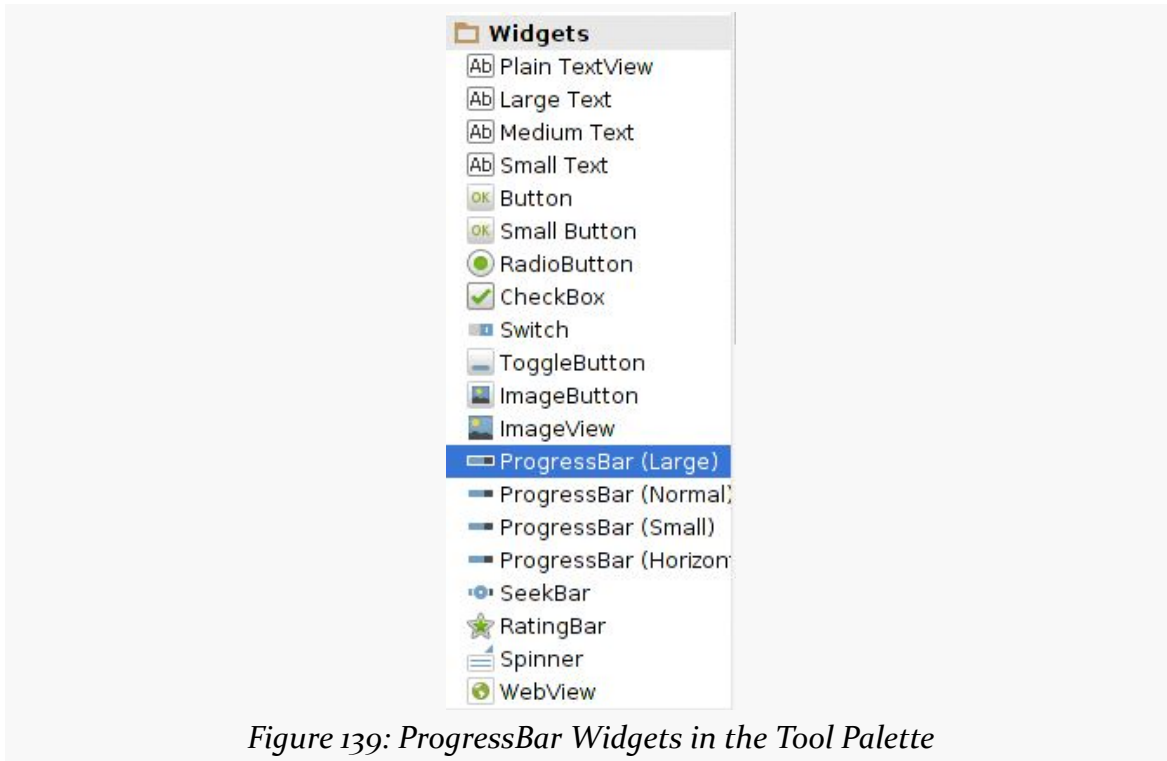 Widgets
Ab Plain TextView
Ab Large Text
Ab Medium Text
Ab Small Text
OK Button
OK Small Button
RadioButton
CheckBox
Switch
ToggleButton
ImageButton
ImageView
ProgressBar (Large)
ProgressBar (Normal)
ProgressBar (Small)
ProgressBar (Horizon
SeekBar
RatingBar
Spinner
WebView
Figure 139: ProgressBar Widgets in the Tool Palette